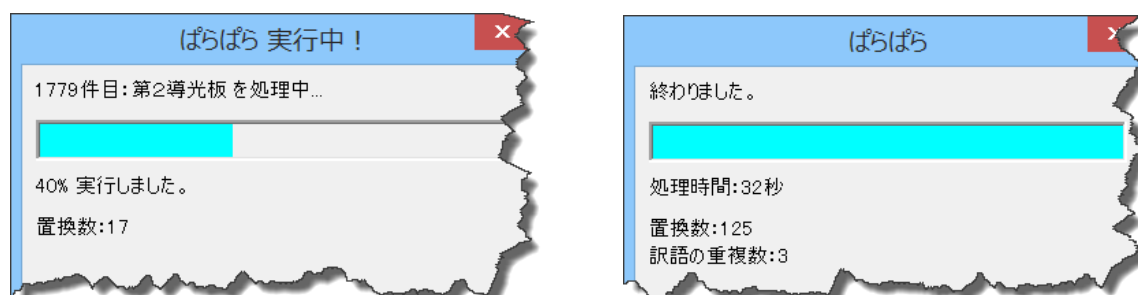 ぱらぱら 実行中！
1779件目：第2導光板 を処理中...
40% 実行しました。
置換数：17
ぱらぱら
終わりました。
処理時間：32秒
置換数：125
訳語の重複数：3